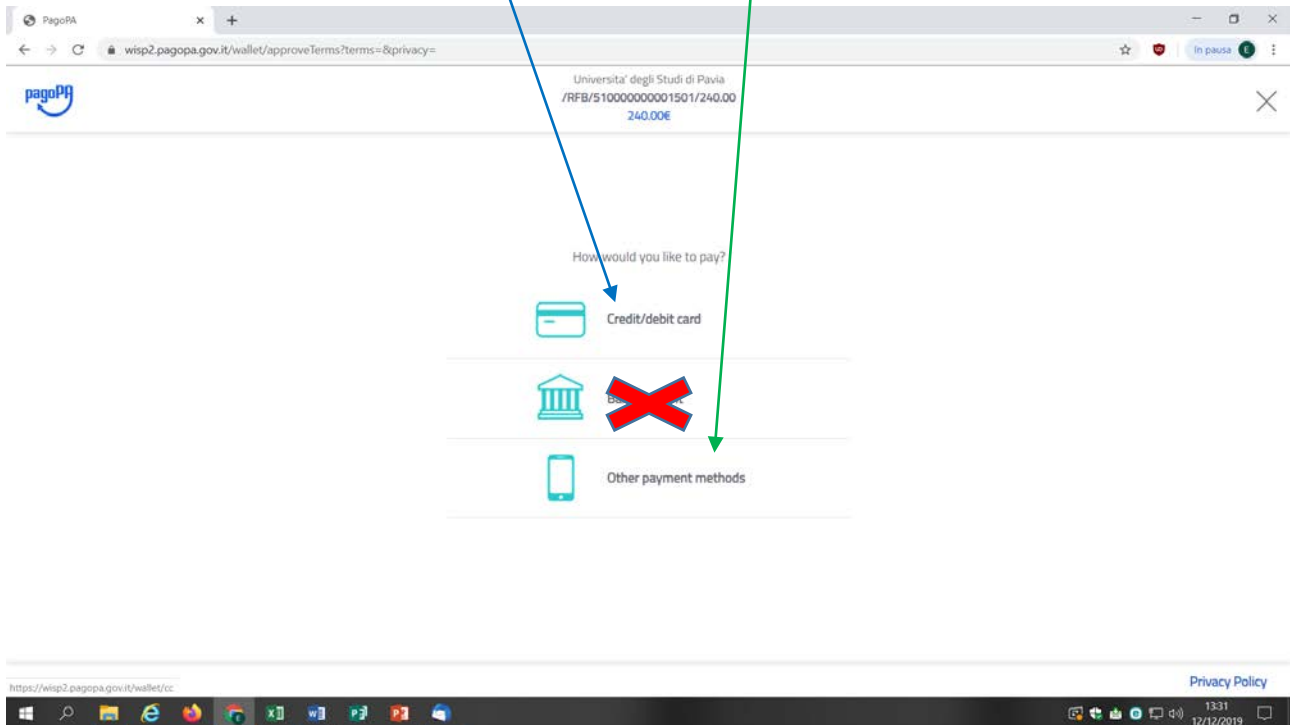 PagoPA
wisp2.pagopa.gov.it/wallet/approveTerms?terms=&privacy=
In pausa E
pagoPA
Universita' degli Studi di Pavia
/RFB/510000000001501/240.00
240.00€
How would you like to pay?
Credit/debit card
Other payment methods
https://wisp2.pagopa.gov.it/wallet/cc
Privacy Policy
13:31
12/12/2019